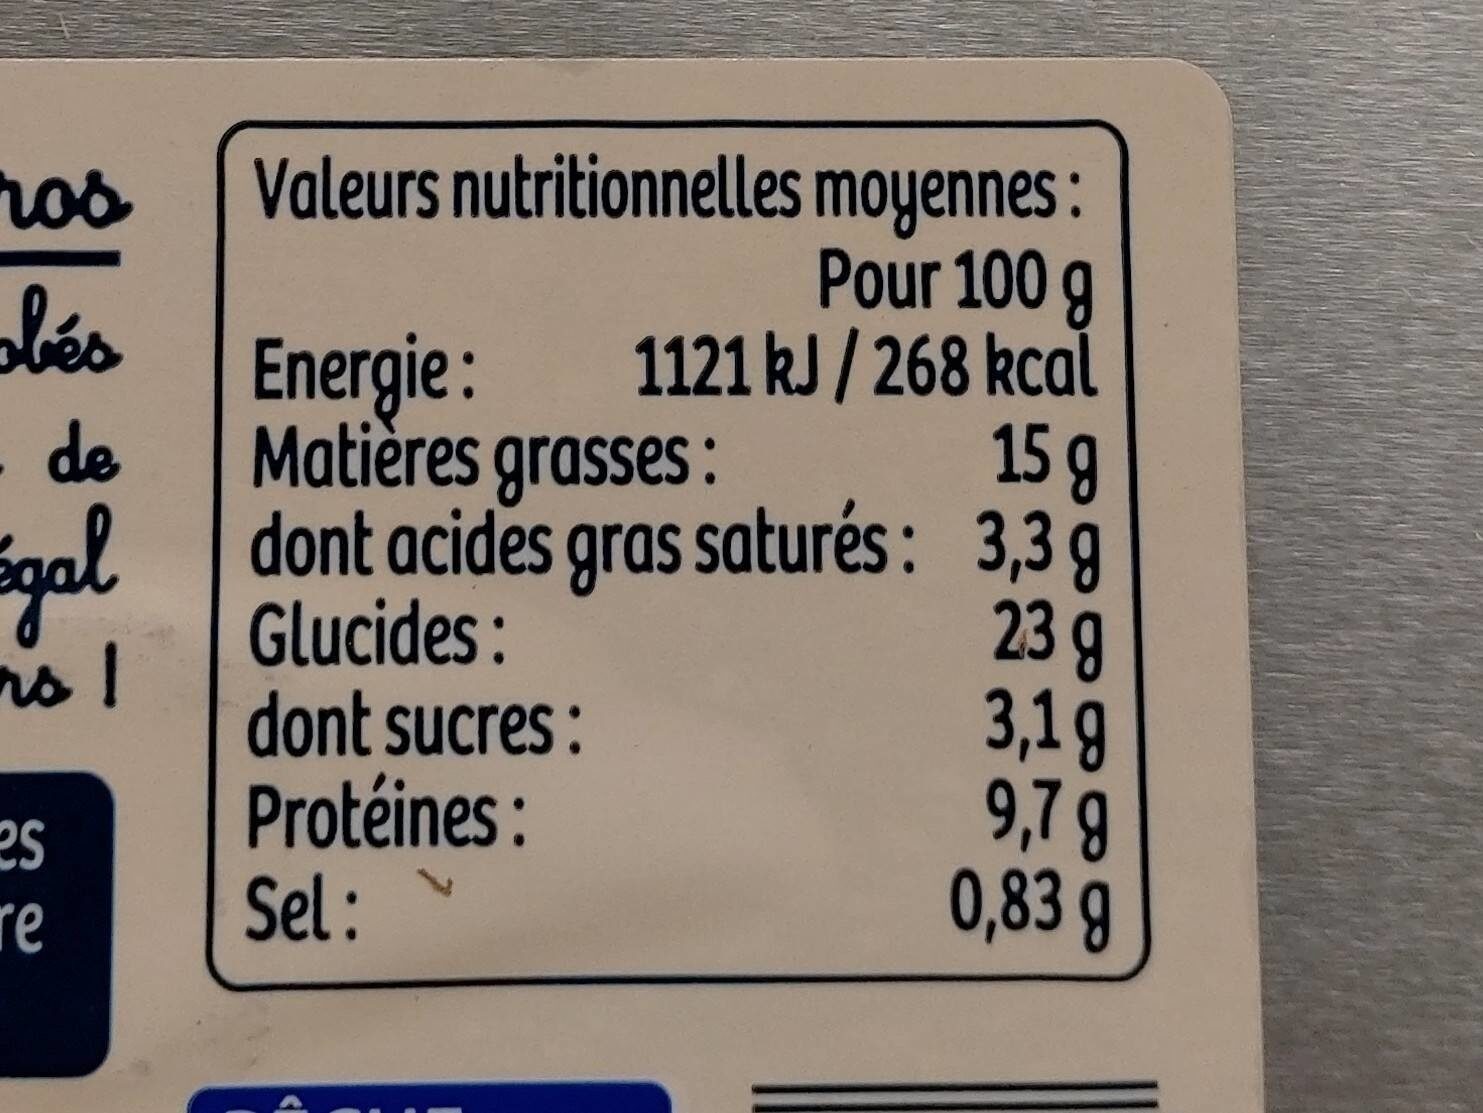 Valeurs nutritionnelles moyennes :
Pour 100 g
Energie : 1121 kJ / 268 kcal
Matières grasses : 15 g
dont acides gras saturés : 3,3 g
Glucides : 23 g
dont sucres : 3,1 g
Protéines : 9,7 g
Sel : 0,83 g
de